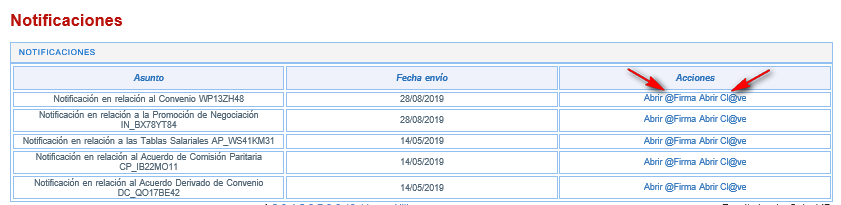 Notificaciones
NOTIFICACIONES
Asunto Fecha envío Acciones
Notificación en relación al Convenio WP13ZH48 28/08/2019 Abrir @Firma Abrir Cl@ve
Notificación en relación a la Promoción de Negociación
IN_BX78YT84 28/08/2019 Abrir @Firma Abrir Cl@ve
Notificación en relación a las Tablas Salariales AP_WS41KM31 14/05/2019 Abrir @Firma Abrir Cl@ve
Notificación en relación al Acuerdo de Comisión Paritaria
CP_IB22MO11 14/05/2019 Abrir @Firma Abrir Cl@ve
Notificación en relación al Acuerdo Derivado de Convenio
DC_QO17BE42 14/05/2019 Abrir @Firma Abrir Cl@ve